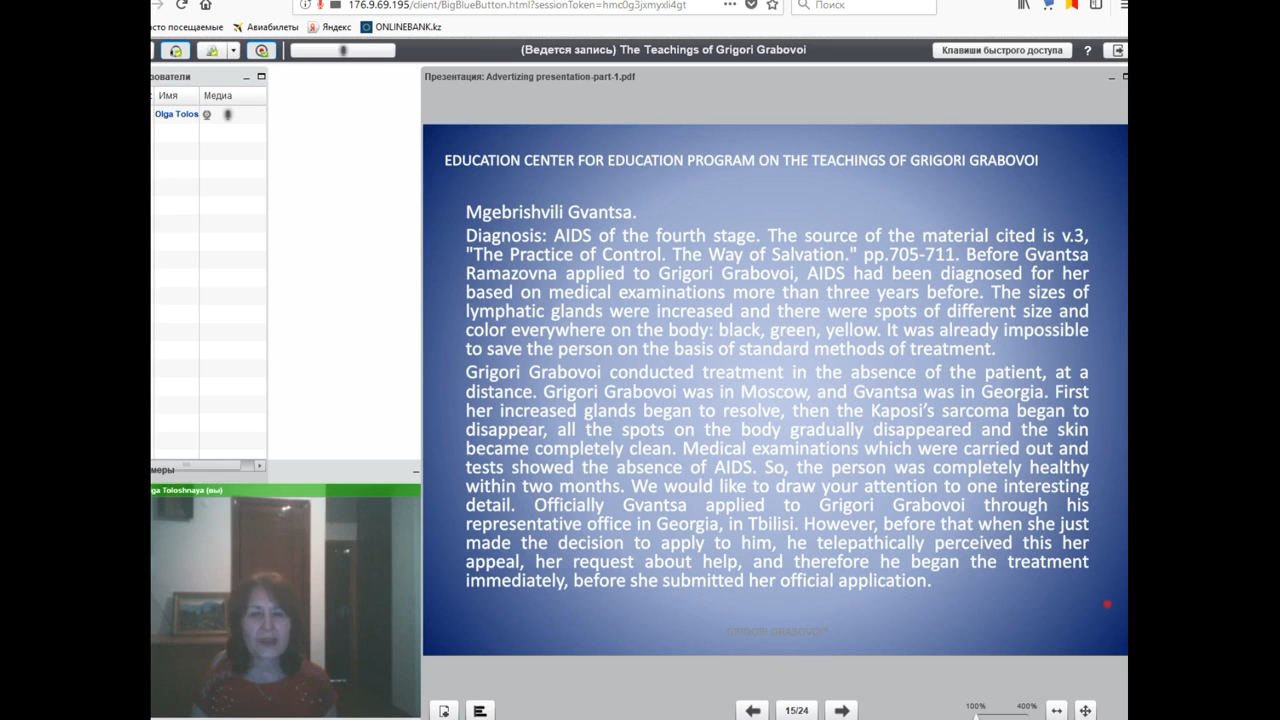 176.9.69.195/client/BigBlueButton.html?sessionToken=hmc0g3jxmyxli4gt
Поиск
асто посещаемые
Авиабилеты
Яндекс
ONLINEBANK.kz
(Ведется запись) The Teachings of Grigori Grabovoi
Клавиши быстрого доступа
?
зователи
Презентация: Advertizing presentation-part-1.pdf
Имя
Медиа
Olga Tolos
EDUCATION CENTER FOR EDUCATION PROGRAM ON THE TEACHINGS OF GRIGORI GRABOVOI
Mgebrishvili Gvantsa.
Diagnosis: AIDS of the fourth stage. The source of the material cited is v.3,
"The Practice of Control. The Way of Salvation." pp.705-711. Before Gvantsa
Ramazovna applied to Grigori Grabovoi, AIDS had been diagnosed for her
based on medical examinations more than three years before. The sizes of
lymphatic glands were increased and there were spots of different size and
color everywhere on the body: black, green, yellow. It was already impossible
to save the person on the basis of standard methods of treatment.
Grigori Grabovoi conducted treatment in the absence of the patient, at a
distance. Grigori Grabovoi was in Moscow, and Gvantsa was in Georgia. First
her increased glands began to resolve, then the Kaposi’s sarcoma began to
disappear, all the spots on the body gradually disappeared and the skin
became completely clean. Medical examinations which were carried out and
tests showed the absence of AIDS. So, the person was completely healthy
within two months. We would like to draw your attention to one interesting
detail. Officially Gvantsa applied to Grigori Grabovoi through his
representative office in Georgia, in Tbilisi. However, before that when she just
made the decision to apply to him, he telepathically perceived this her
appeal, her request about help, and therefore he began the treatment
immediately, before she submitted her official application.
GRIGORI GRABOVOI®
меры
ga Toloshnaya (вы)
15/24
100%
400%